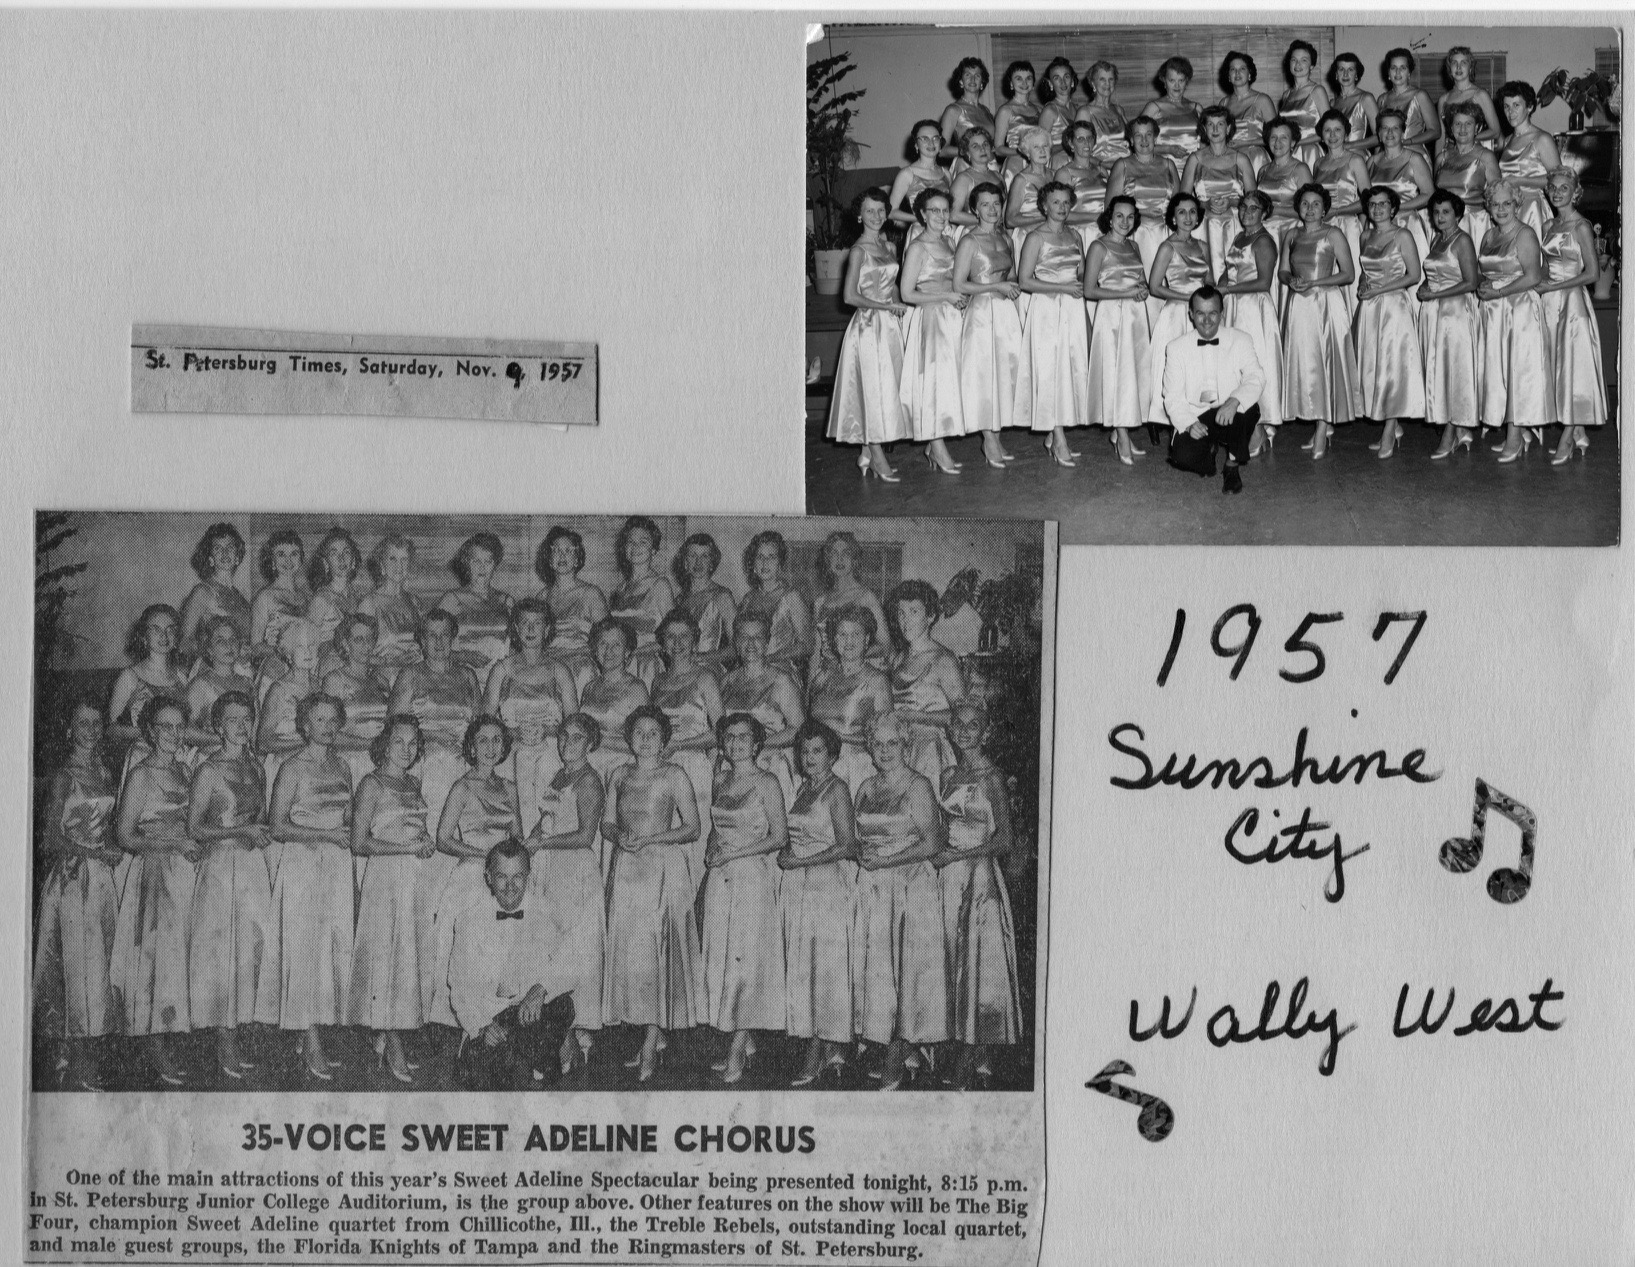 St. Petersburg Times, Saturday, Nov. 9, 1957
35-VOICE SWEET ADELINE CHORUS
One of the main attractions of this year's Sweet Adeline Spectacular being presented tonight, 8:15 p.m.
in St. Petersburg Junior College Auditorium, is the group above. Other features on the show will be The Big
Four, champion Sweet Adeline quartet from Chillicothe, Ill., the Treble Rebels, outstanding local quartet,
and male guest groups, the Florida Knights of Tampa and the Ringmasters of St. Petersburg.
1957
Sunshine
City
Wally West